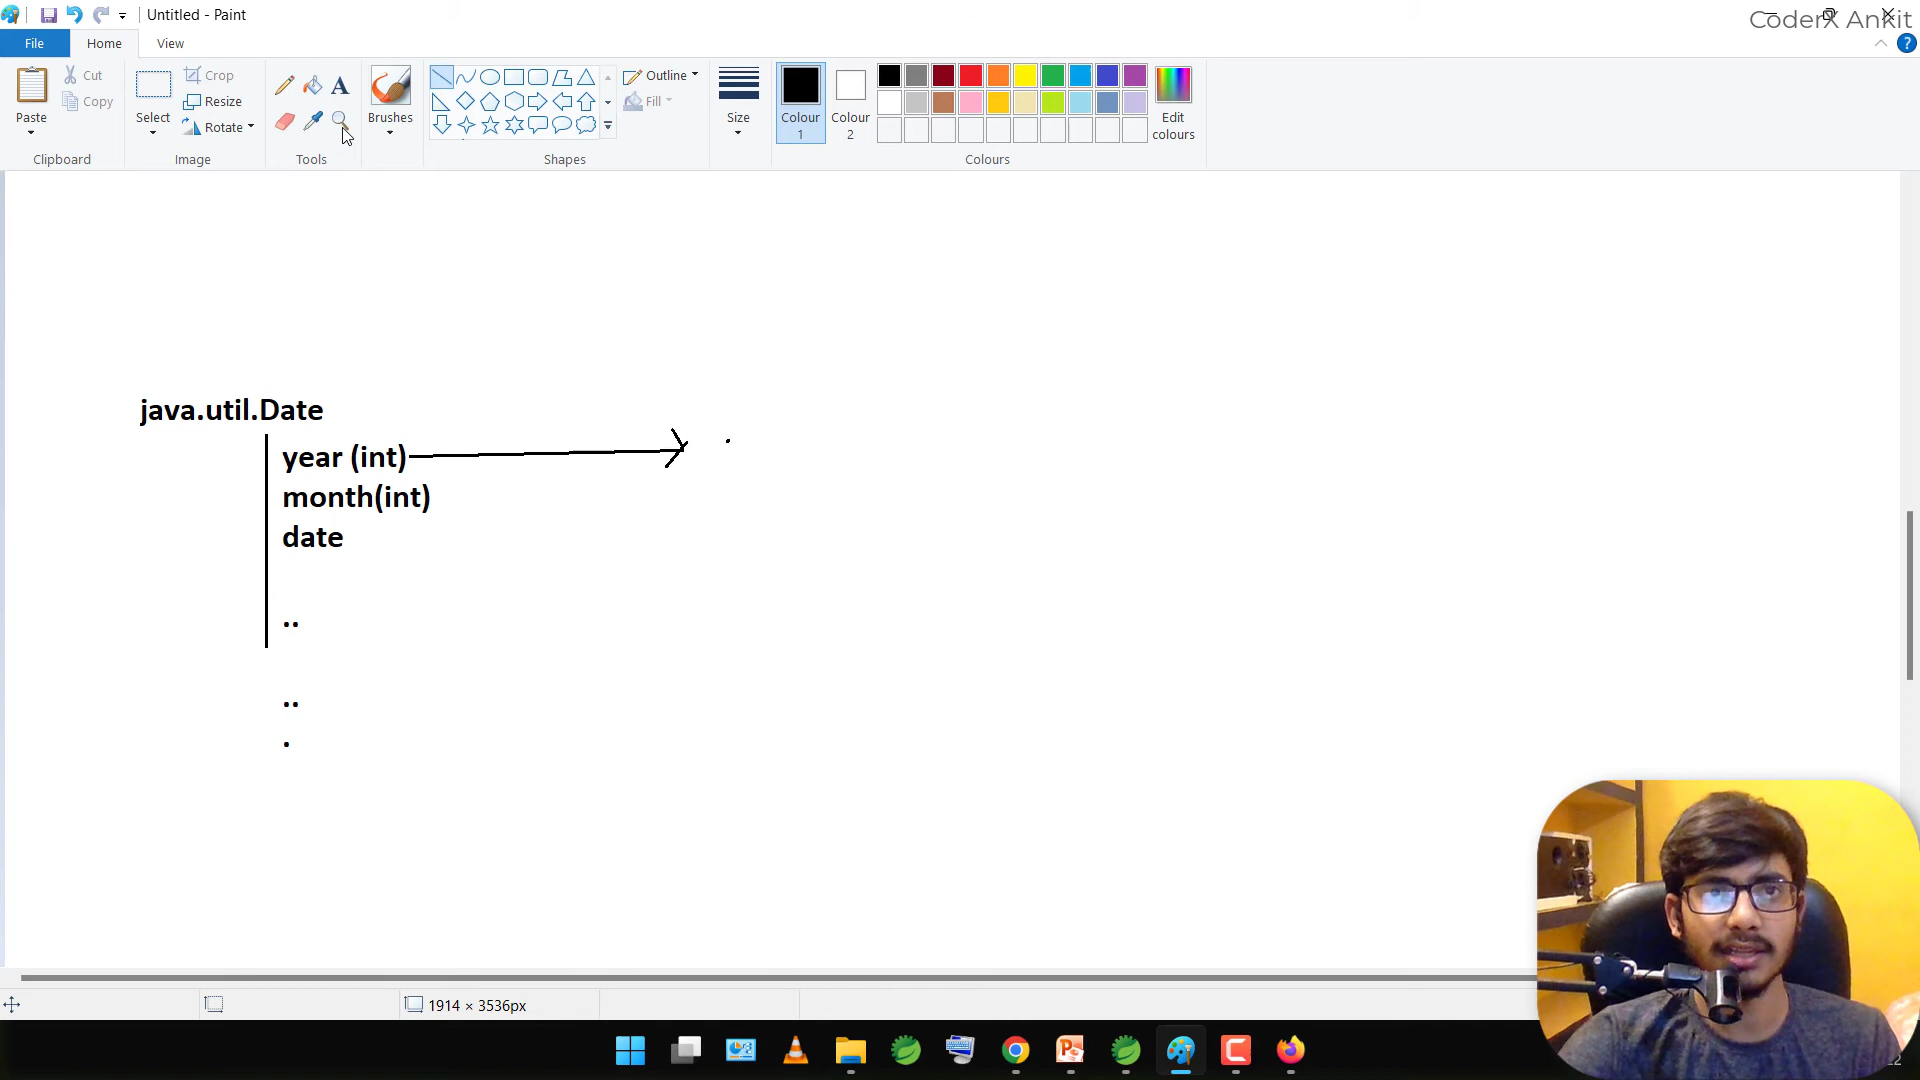 Untitled - Paint
CoderX Ankit
File
Home
View
Paste
Cut
Copy
Clipboard
Select
Crop
Resize
Rotate
Image
Tools
Brushes
Outline
Fill
Shapes
Size
Colour 1
Colour 2
Edit colours
Colours
java.util.Date
year (int)
month(int)
date
..
..
.
1914 × 3536px